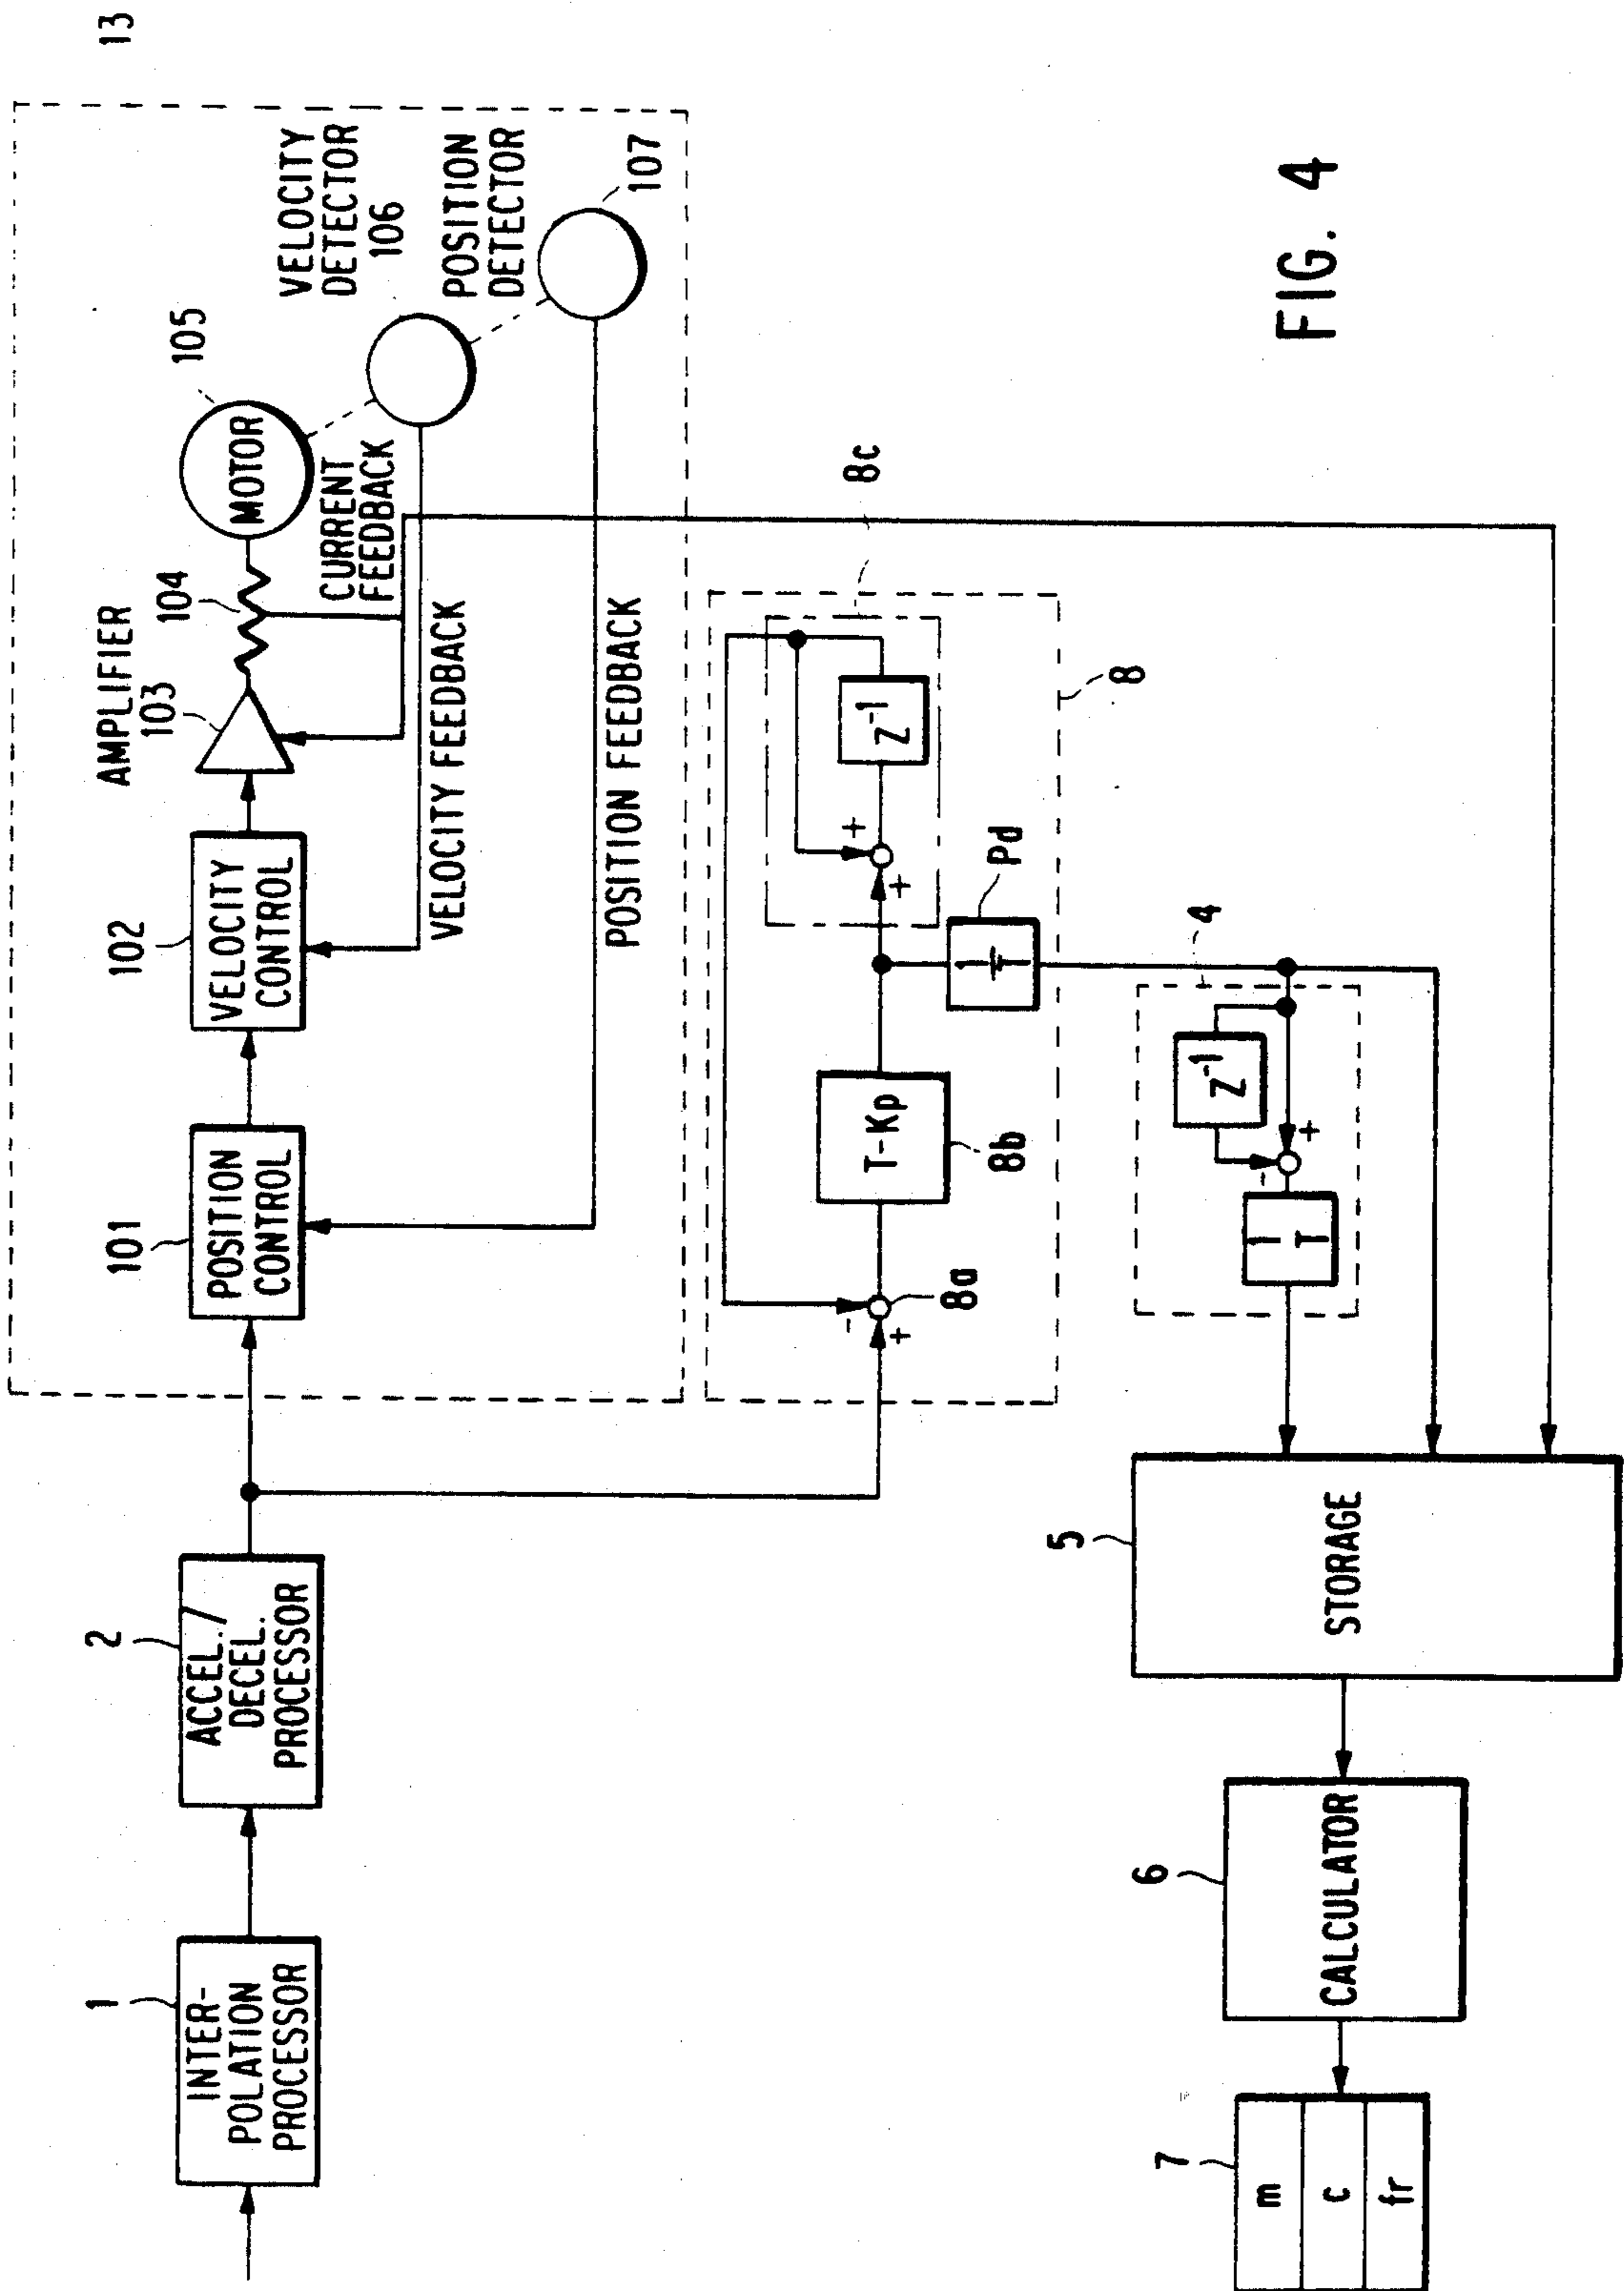 13
105
VELOCITY
DETECTOR
106
POSITION
DETECTOR
107
MOTOR
104
AMPLIFIER
103
CURRENT
FEEDBACK
102
VELOCITY
CONTROL
VELOCITY FEEDBACK
101
POSITION
CONTROL
POSITION FEEDBACK
2
ACCEL./
DECEL.
PROCESSOR
1
INTER-
POLATION
PROCESSOR
8c
8
Z⁻¹
+
+
Pd
1/T
T-Kp
8b
-
+
8a
4
Z⁻¹
+
-
1
T
5
STORAGE
6
CALCULATOR
7
m
c
fr
FIG. 4